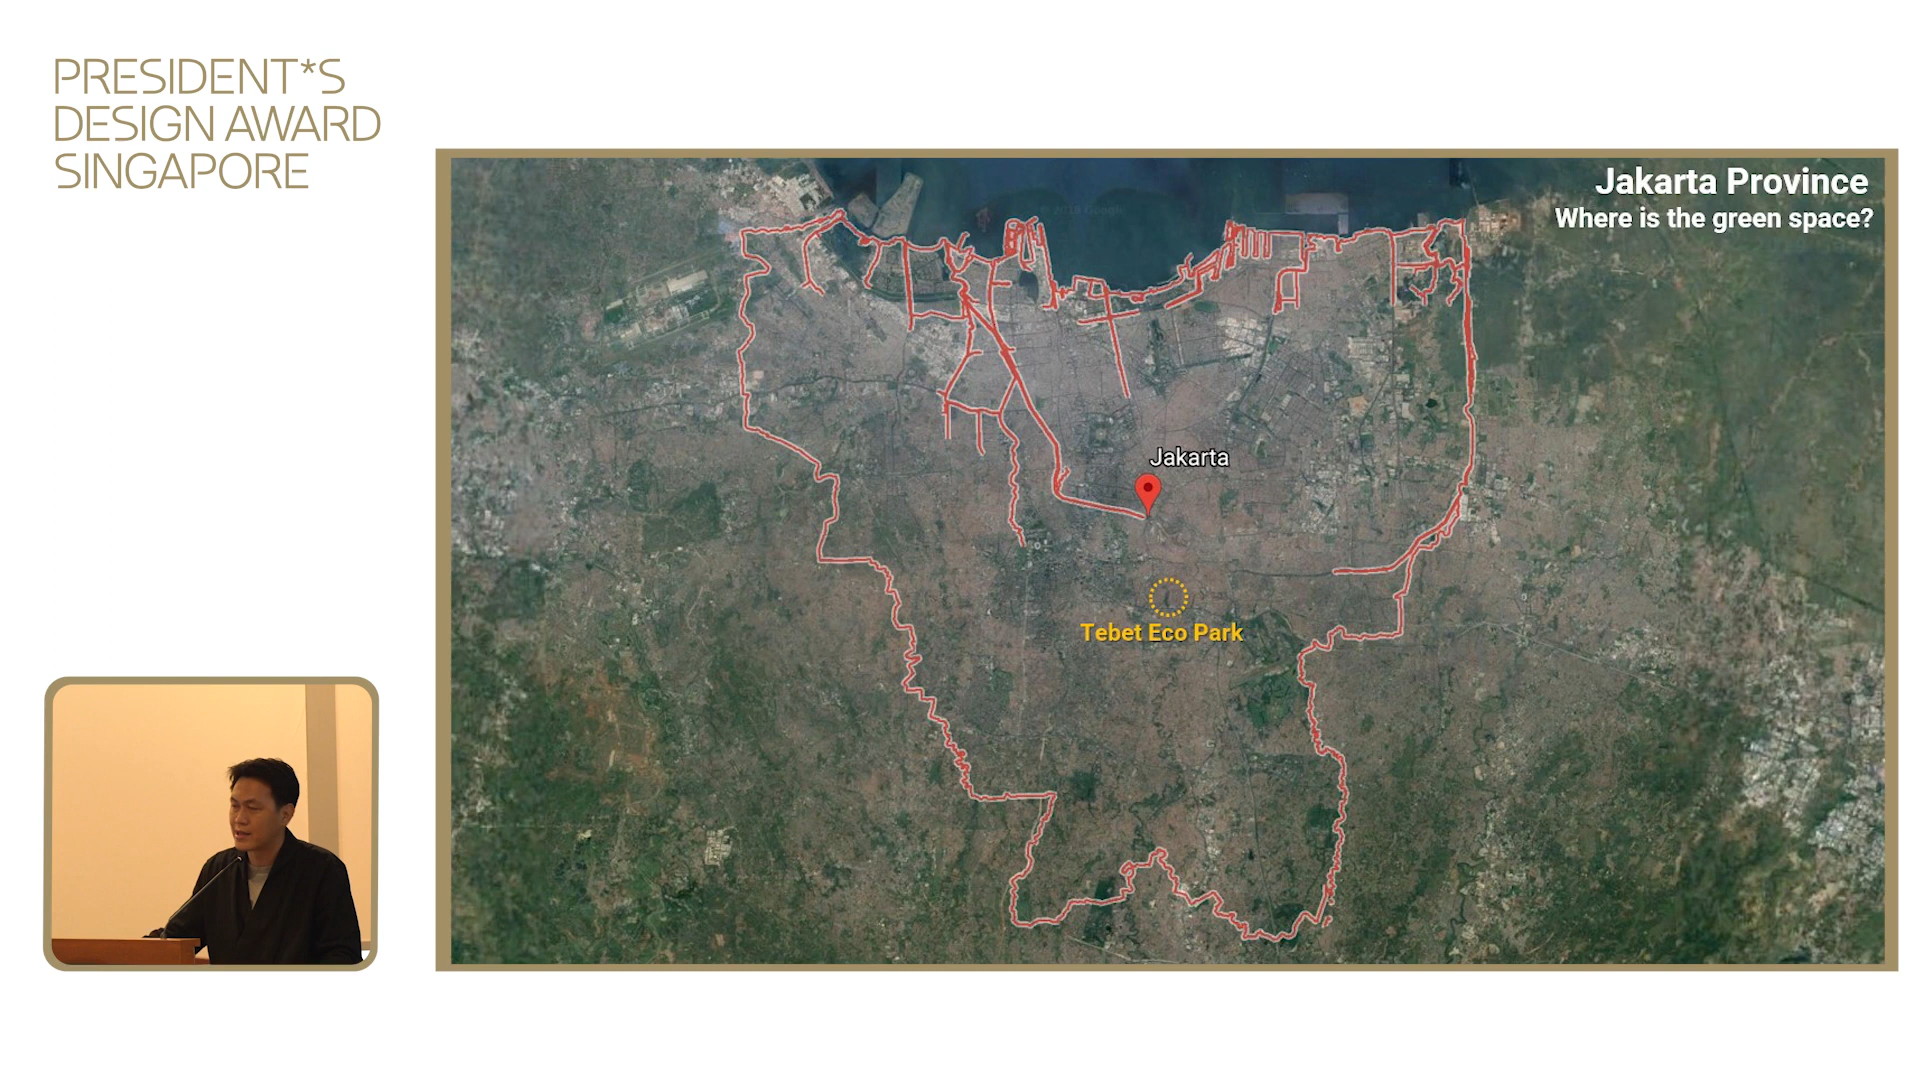 PRESIDENT*S
DESIGN AWARD
SINGAPORE
Jakarta Province
Where is the green space?
Jakarta
Tebet Eco Park